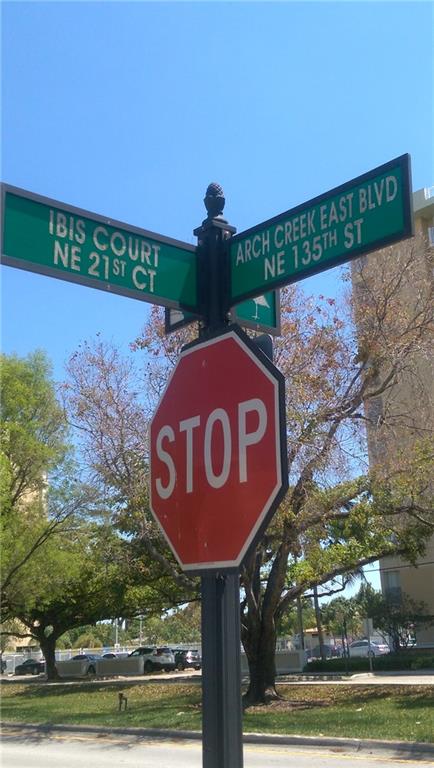 IBIS COURT
NE 21ST CT
ARCH CREEK EAST BLVD
NE 135TH ST
STOP